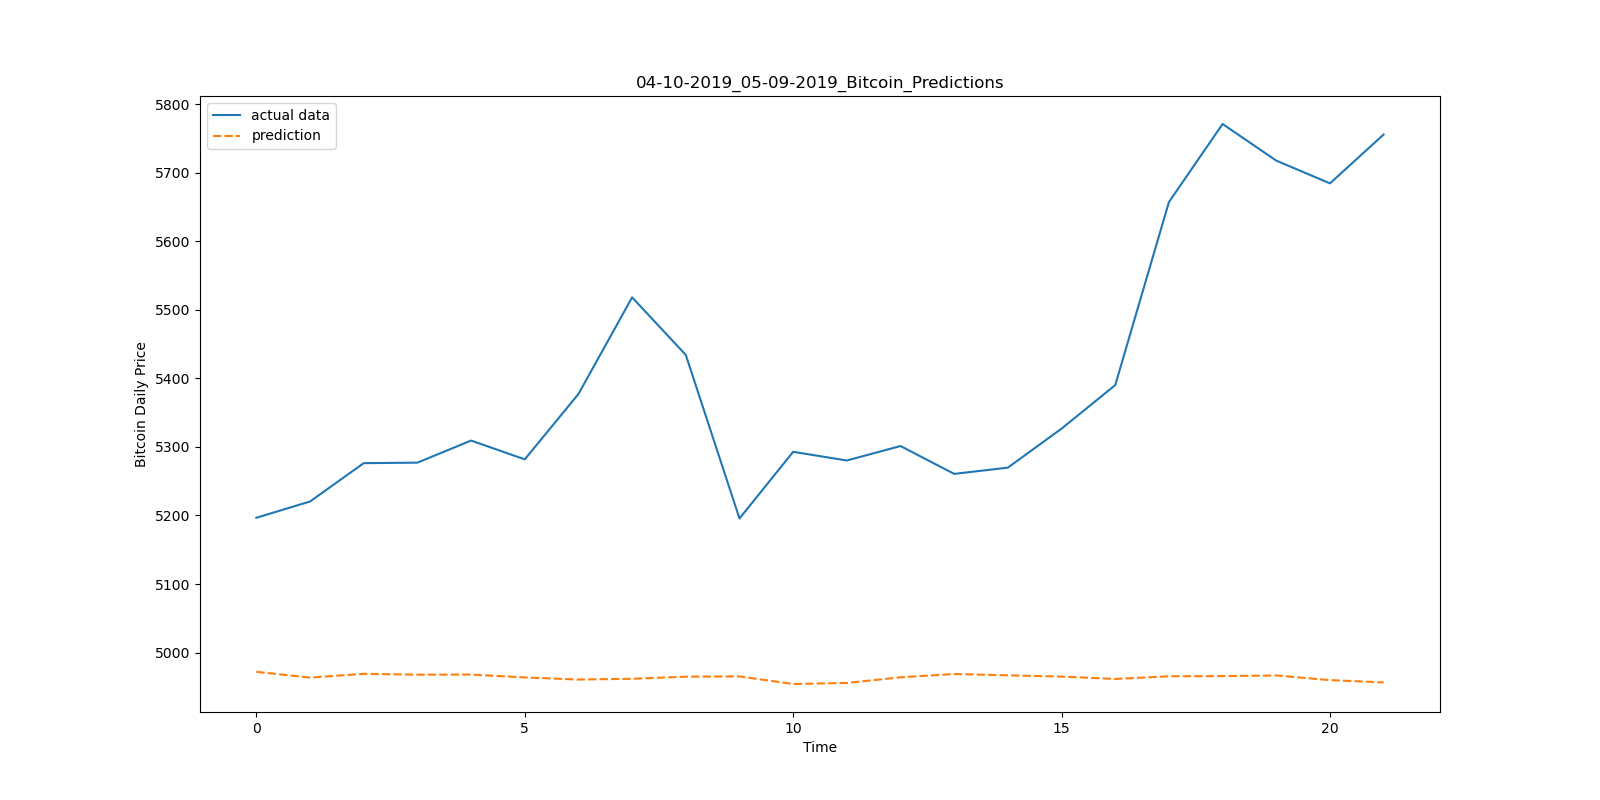 04-10-2019_05-09-2019_Bitcoin_Predictions
actual data
prediction
5800
5700
5600
5500
5400
5300
5200
5100
5000
Bitcoin Daily Price
0 5 10 15 20
Time